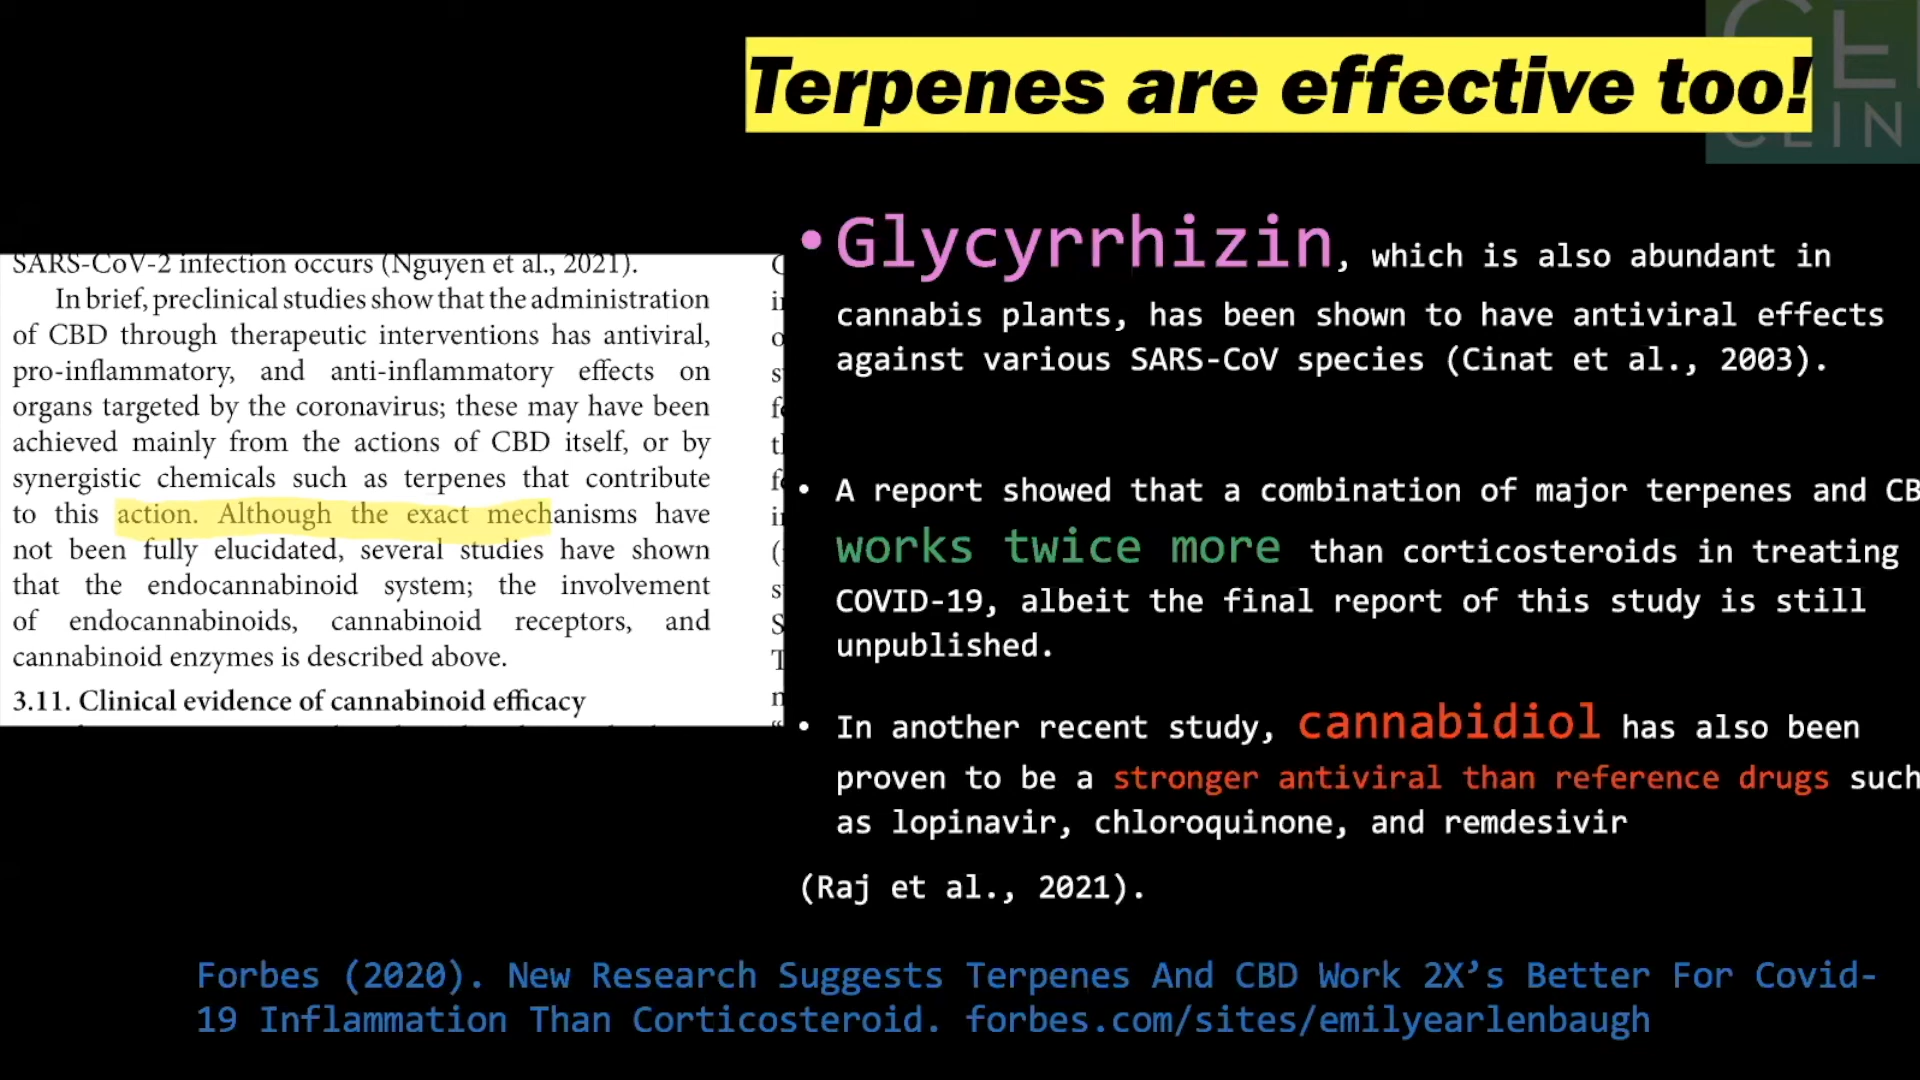 Terpenes are effective too!
CLIN
SARS-CoV-2 infection occurs (Nguyen et al., 2021).
In brief, preclinical studies show that the administration
of CBD through therapeutic interventions has antiviral,
pro-inflammatory, and anti-inflammatory effects on
organs targeted by the coronavirus; these may have been
achieved mainly from the actions of CBD itself, or by
synergistic chemicals such as terpenes that contribute
to this action. Although the exact mechanisms have
not been fully elucidated, several studies have shown
that the endocannabinoid system; the involvement
of endocannabinoids, cannabinoid receptors, and
cannabinoid enzymes is described above.
3.11. Clinical evidence of cannabinoid efficacy
• Glycyrrhizin, which is also abundant in
cannabis plants, has been shown to have antiviral effects
against various SARS-CoV species (Cinat et al., 2003).
• A report showed that a combination of major terpenes and CB
works twice more than corticosteroids in treating
COVID-19, albeit the final report of this study is still
unpublished.
• In another recent study, cannabidiol has also been
proven to be a stronger antiviral than reference drugs such
as lopinavir, chloroquinone, and remdesivir
(Raj et al., 2021).
Forbes (2020). New Research Suggests Terpenes And CBD Work 2X’s Better For Covid-
19 Inflammation Than Corticosteroid. forbes.com/sites/emilyearlenbaugh